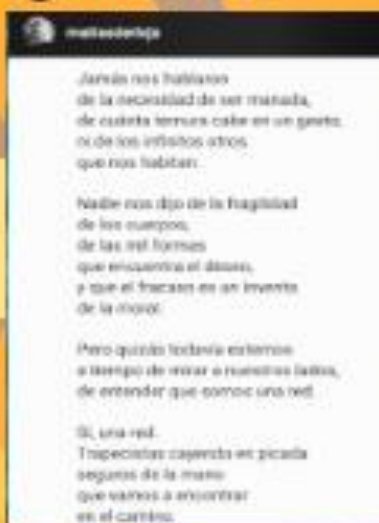 matiasderioja
Jamás nos hablaron
de la necesidad de ser manada,
de cuánta ternura cabe en un gesto,
ni de los infinitos otros
que nos habitan.
Nadie nos dijo de la fragilidad
de los cuerpos,
de las mil formas
que encuentra el deseo,
y que el fracaso es un invento
de la moral.
Pero quizás todavía estemos
a tiempo de mirar a nuestros lados,
de entender que somos una red.
Sí, una red.
Trapecistas cayendo en picada
seguros de la mano
que vamos a encontrar
en el camino.